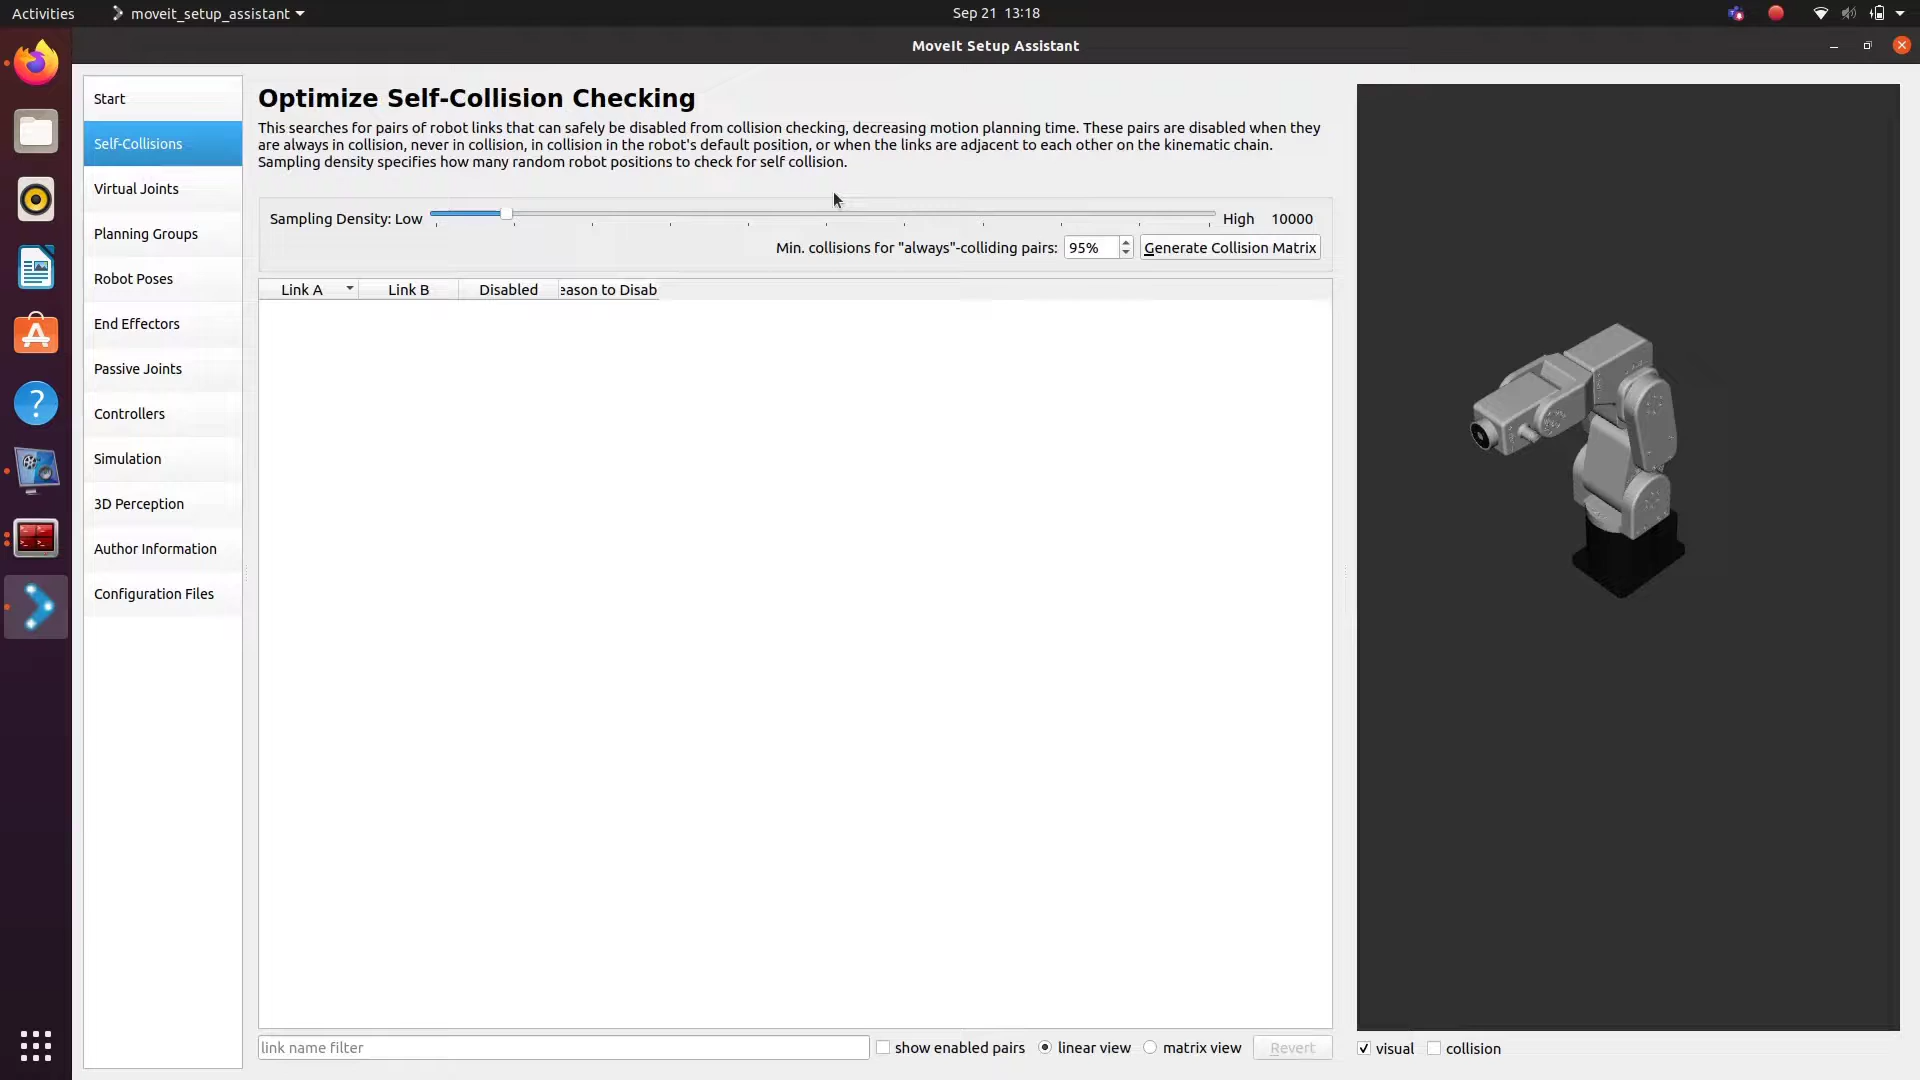 Activities
moveit_setup_assistant
Sep 21 13:18
MoveIt Setup Assistant
Start
Self-Collisions
Virtual Joints
Planning Groups
Robot Poses
End Effectors
Passive Joints
Controllers
Simulation
3D Perception
Author Information
Configuration Files
Optimize Self-Collision Checking
This searches for pairs of robot links that can safely be disabled from collision checking, decreasing motion planning time. These pairs are disabled when they
are always in collision, never in collision, in collision in the robot's default position, or when the links are adjacent to each other on the kinematic chain.
Sampling density specifies how many random robot positions to check for self collision.
Sampling Density: Low High 10000
Min. collisions for "always"-colliding pairs: 95% Generate Collision Matrix
Link A Link B Disabled eason to Disab
link name filter show enabled pairs linear view matrix view Revert
visual collision